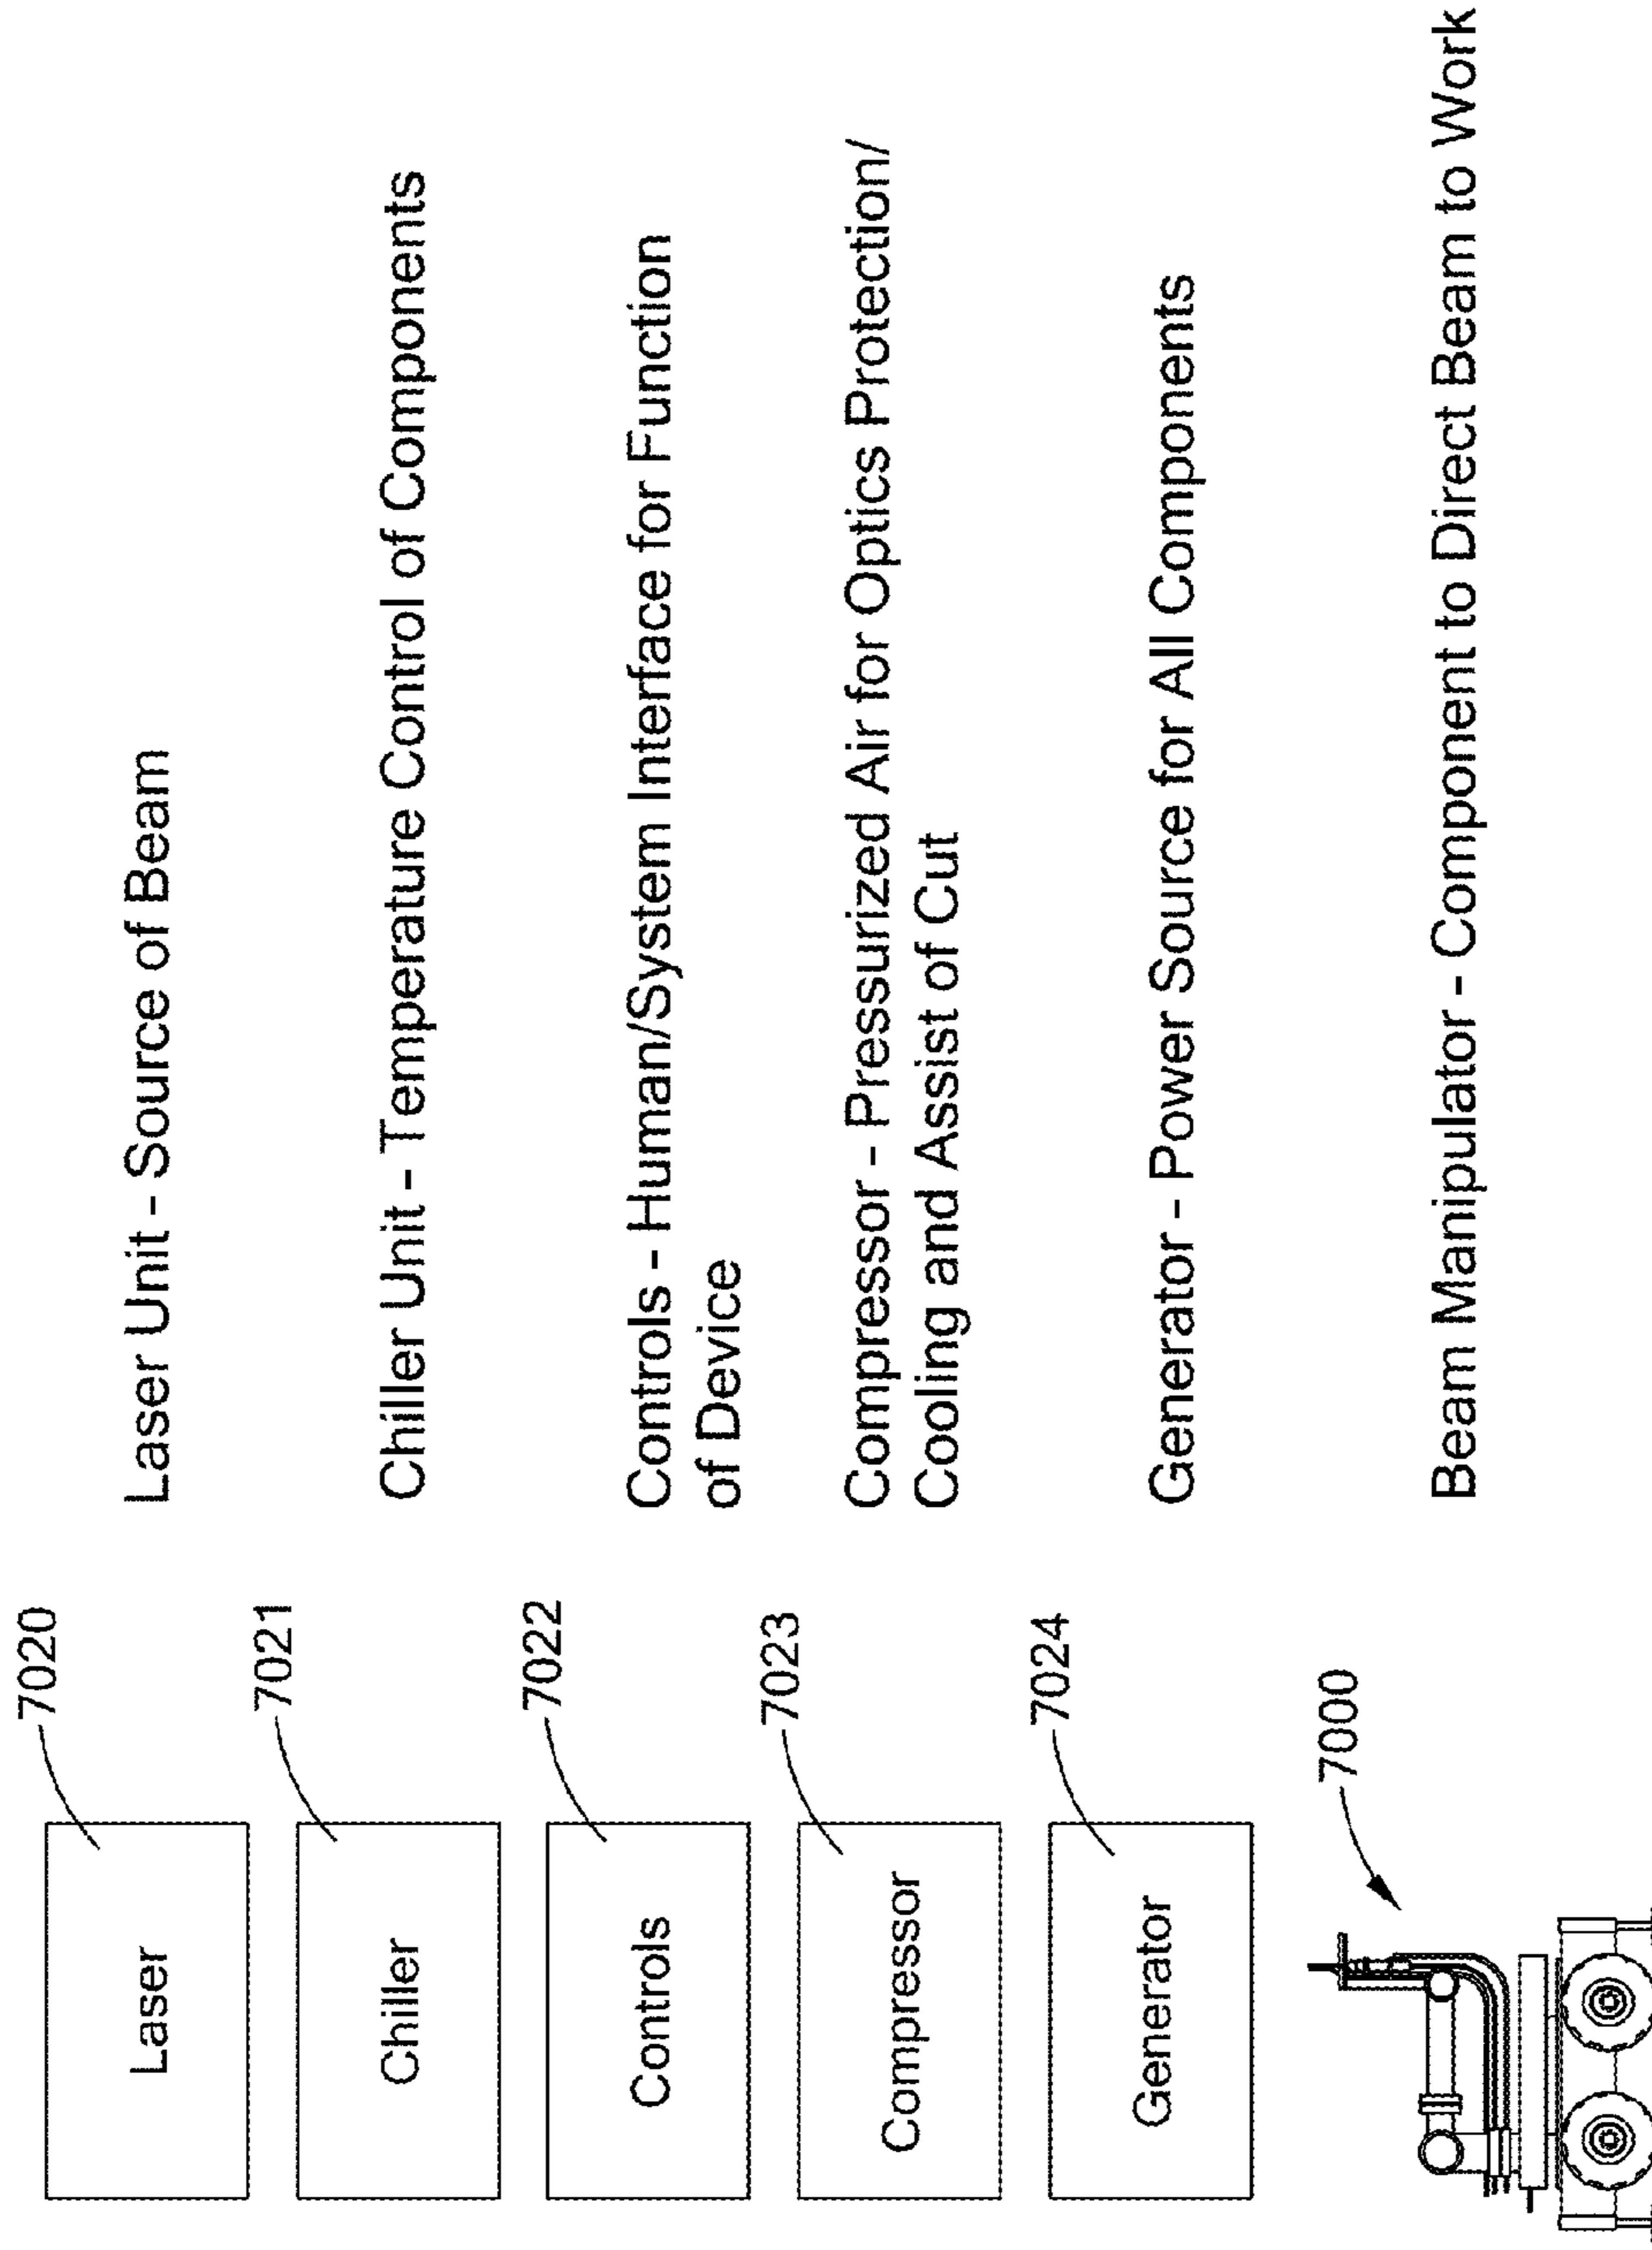 7020
Laser
Laser Unit - Source of Beam
7021
Chiller
Chiller Unit - Temperature Control of Components
7022
Controls
Controls - Human/System Interface for Function
of Device
7023
Compressor
Compressor - Pressurized Air for Optics Protection/
Cooling and Assist of Cut
7024
Generator
Generator - Power Source for All Components
7000
Beam Manipulator - Component to Direct Beam to Work